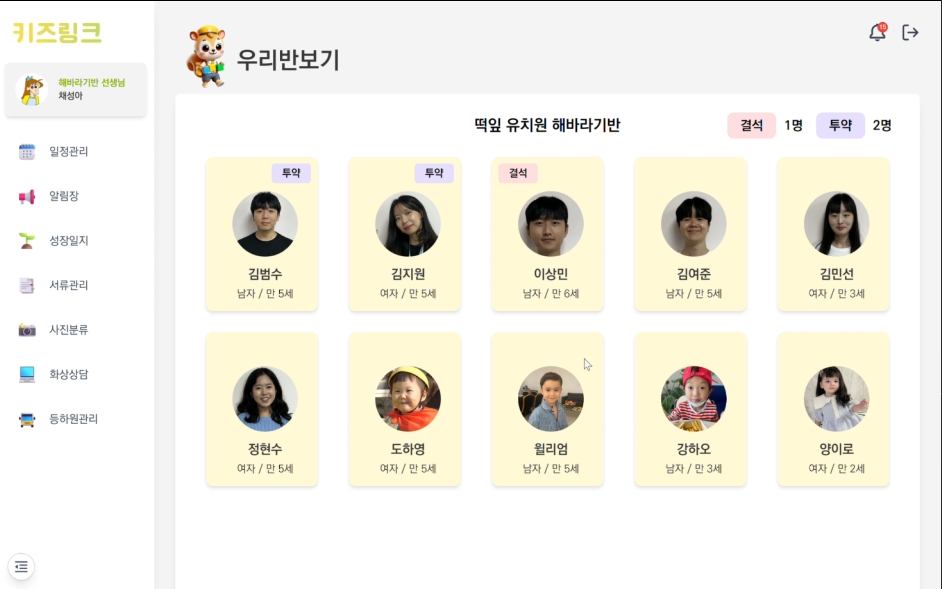 키즈링크
해바라기반 선생님
채성아
일정관리
알림장
성장일지
서류관리
사진분류
화상상담
등하원관리
우리반보기
떡잎 유치원 해바라기반
결석 1명 투약 2명
투약
김범수
남자 / 만 5세
투약
김지원
여자 / 만 5세
결석
이상민
남자 / 만 6세
김여준
남자 / 만 5세
김민선
여자 / 만 3세
정현수
여자 / 만 5세
도하영
여자 / 만 5세
윌리엄
남자 / 만 5세
강하오
남자 / 만 3세
양이로
여자 / 만 2세